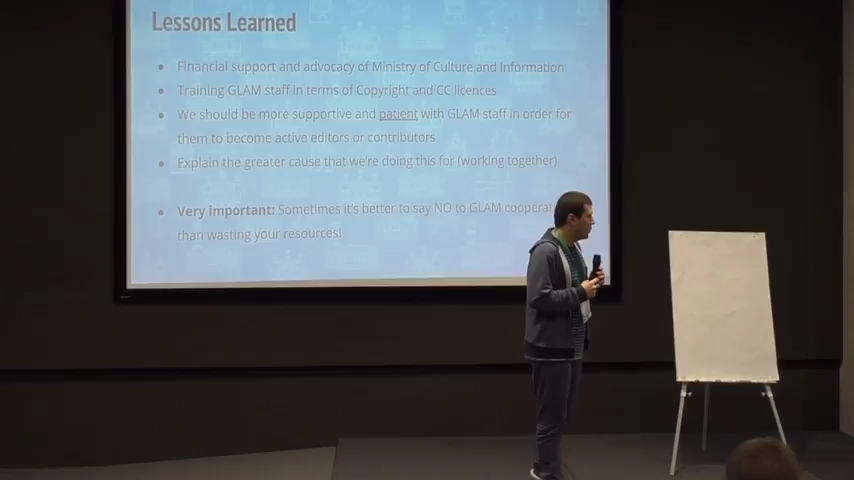 Lessons Learned
• Financial support and advocacy of Ministry of Culture and Information
• Training GLAM staff in terms of Copyright and CC licences
• We should be more supportive and patient with GLAM staff in order for
them to become active editors or contributors
• Explain the greater cause that we're doing this for (working together)
• Very important: Sometimes it's better to say NO to GLAM
than wasting your resources!